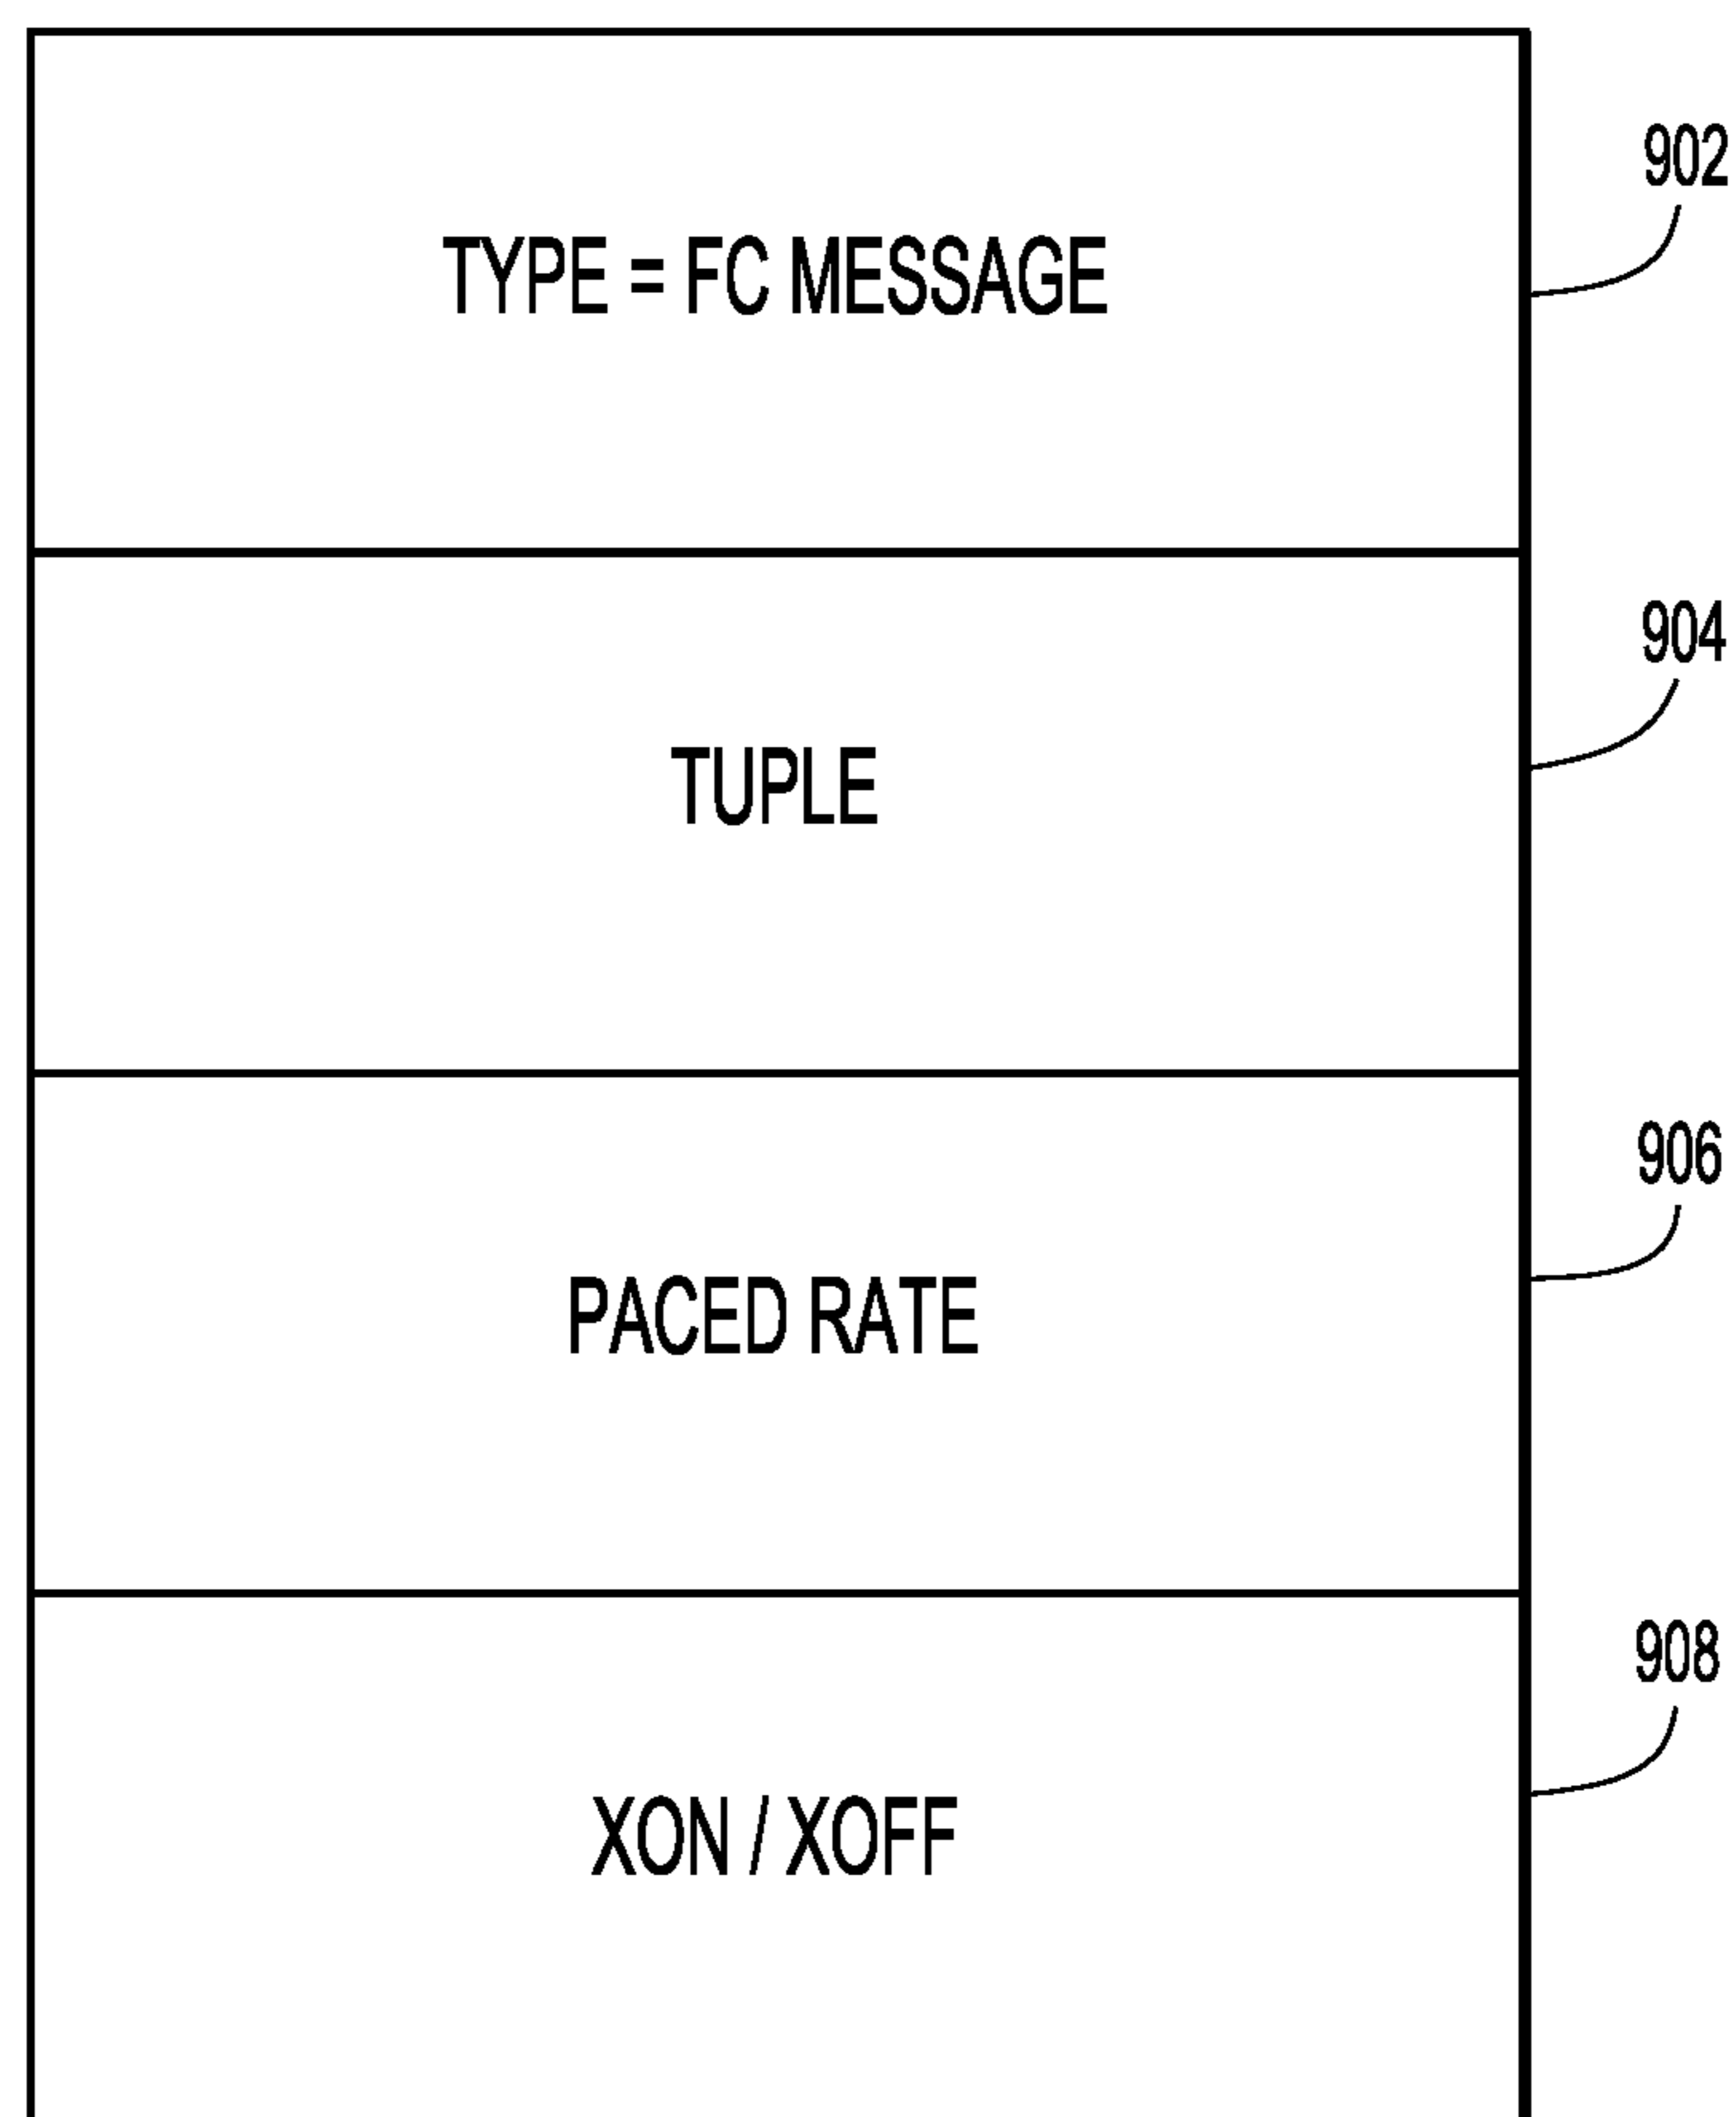 902
TYPE = FC MESSAGE
904
TUPLE
906
PACED RATE
908
XON / XOFF